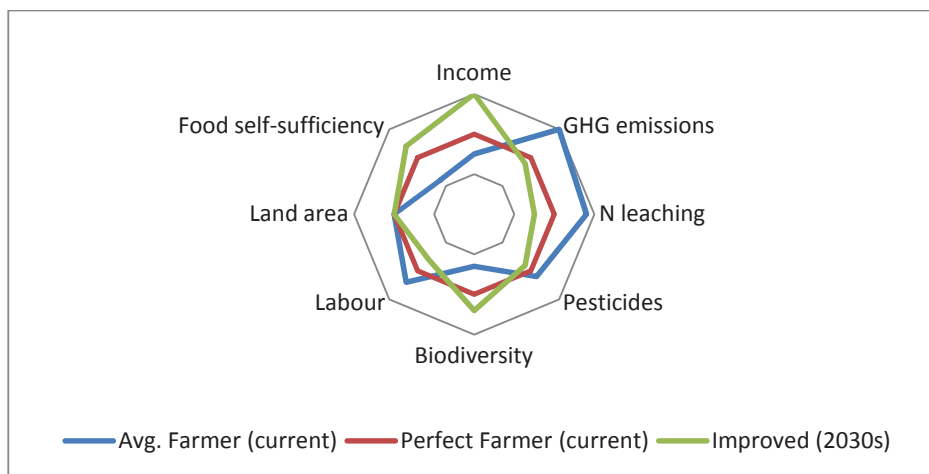 Income
Food self-sufficiency
GHG emissions
Land area
N leaching
Labour
Pesticides
Biodiversity
Avg. Farmer (current)
Perfect Farmer (current)
Improved (2030s)